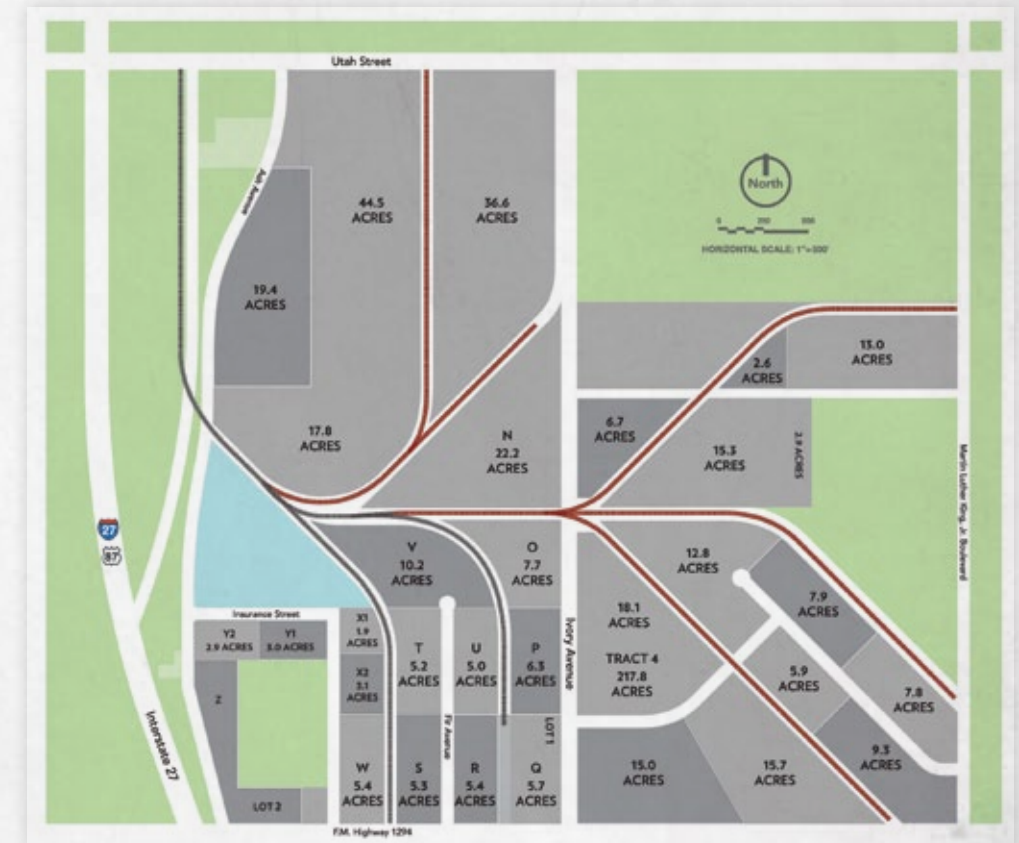 Utah Street
Ash Avenue
44.5
ACRES
36.6
ACRES
North
HORIZONTAL SCALE: 1"=500'
19.4
ACRES
2.6
ACRES
13.0
ACRES
17.8
ACRES
N
22.2
ACRES
6.7
ACRES
15.3
ACRES
2.9 ACRES
Martin Luther King, Jr. Boulevard
27
87
V
10.2
ACRES
O
7.7
ACRES
12.8
ACRES
7.9
ACRES
Insurance Street
Y2
2.9 ACRES
Y1
3.0 ACRES
X1
1.9
ACRES
X2
3.1
ACRES
T
5.2
ACRES
U
5.0
ACRES
P
6.3
ACRES
Ivory Avenue
18.1
ACRES
TRACT 4
217.8
ACRES
5.9
ACRES
7.8
ACRES
Z
Interstate 27
Fir Avenue
LOT 1
W
5.4
ACRES
S
5.3
ACRES
R
5.4
ACRES
Q
5.7
ACRES
15.0
ACRES
15.7
ACRES
9.3
ACRES
LOT 2
F.M. Highway 1294